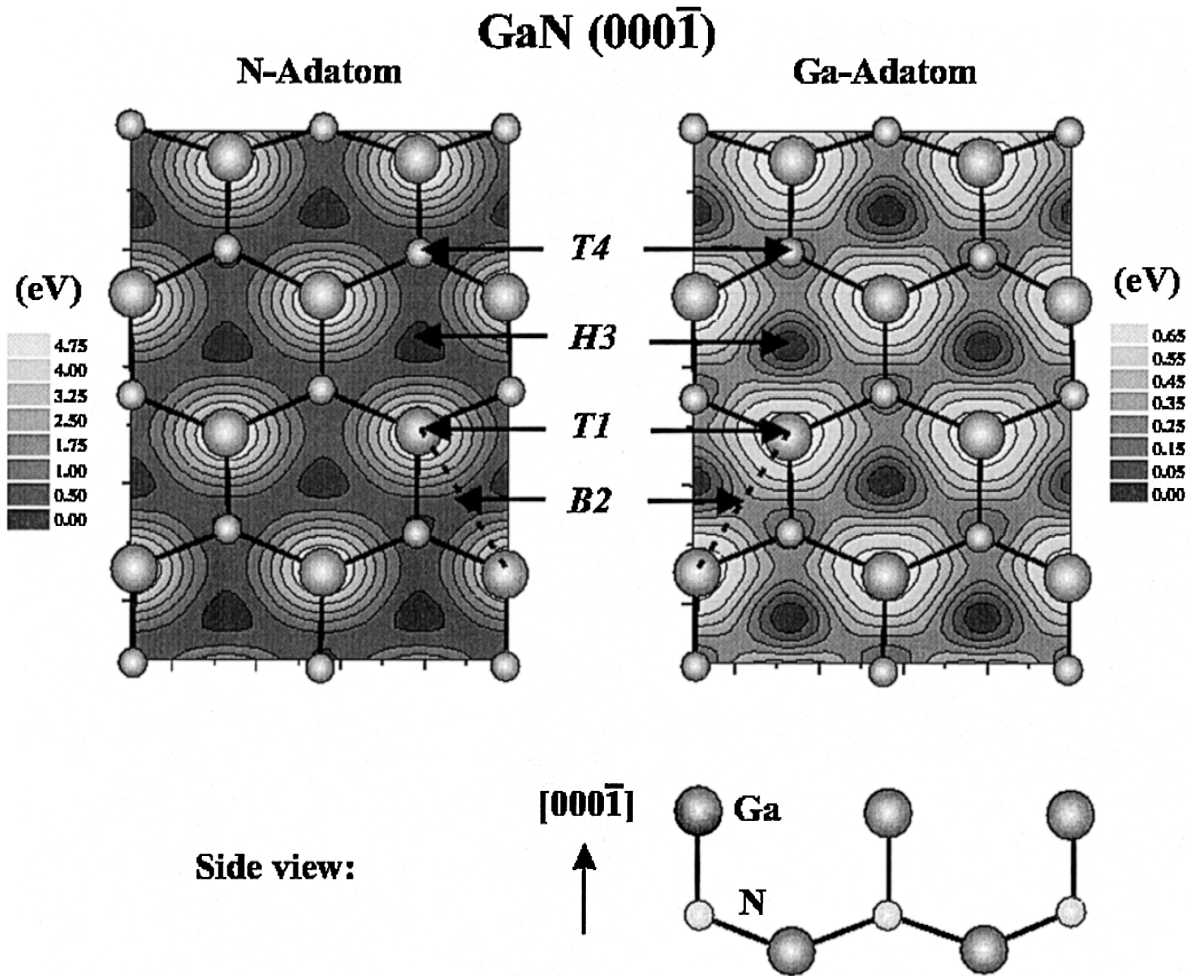 GaN (0001̄)
N-Adatom
Ga-Adatom
T4
H3
T1
B2
(eV)
4.75
4.00
3.25
2.50
1.75
1.00
0.50
0.00
(eV)
0.65
0.55
0.45
0.35
0.25
0.15
0.05
0.00
[0001̄]
Ga
N
Side view: